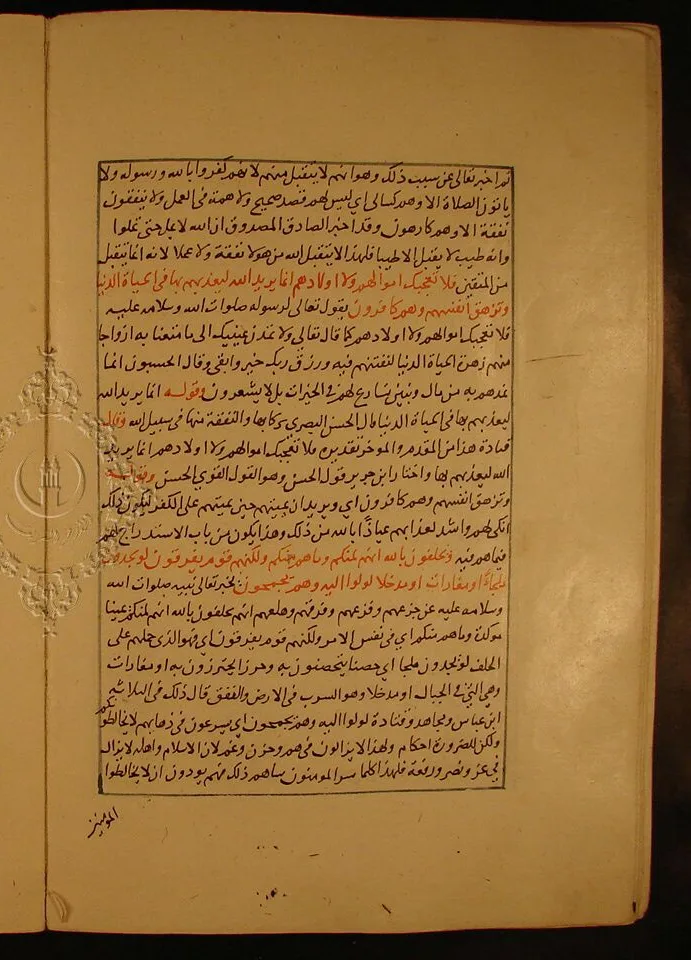 ثم اخبر تعالى عن سبب ذلك وهو انهم لا يتقبل منهم لانهم كفروا بالله ورسوله ولا
ياتون الصلاة الا وهم كسالى اي ليس لهم قصد صحيح ولا همة في العمل ولا ينفقون
نفقة الا وهم كارهون وقد اخبر الصادق المصدوق ان الله لا يمل حتى تملوا
وانه طيب لا يقبل الا طيبا فلهذا لا يتقبل الله من هولا نفقة ولا عملا لانه انما يتقبل
من المتقين فلا تعجبك اموالهم ولا اولادهم انما يريد الله ليعذبهم بها في الحياة الدنيا
وتزهق انفسهم وهم كافرون يقول تعالى لرسوله صلوات الله وسلامه عليه
فلا تعجبك اموالهم ولا اولادهم كما قال تعالى ولا تمدن عينيك الى ما متعنا به ازواجا
منهم زهرة الحياة الدنيا لنفتنهم فيه ورزق ربك خير وابقى وقال ايحسبون انما
نمدهم به من مال وبنين نسارع لهم في الخيرات بل لا يشعرون وقوله انما يريد الله
ليعذبهم بها في الحياة الدنيا قال الحسن البصري بزكاتها والنفقة منها في سبيل الله وقال
قتادة هذا من المقدم والموخر تقديره فلا تعجبك اموالهم ولا اولادهم انما يريد
الله ليعذبهم بها واختار ابن جرير قول الحسن وهو القول القوي الحسن وقوله
وتزهق انفسهم وهم كافرون اي ويريد ان يميتهم حين يميتهم على الكفر ليكون ذلك
انكى لهم واشد لعذابهم عياذا بالله من ذلك وهذا يكون من باب الاستدراج لهم
فيما هم فيه ويحلفون بالله انهم لمنكم وما هم منكم ولكنهم قوم يفرقون لو يجدون
ملجأ او مغارات او مدخلا لولوا اليه وهم يجمحون يخبر تعالى نبيه صلوات الله
وسلامه عليه عن جزعهم وفزعهم وفرقهم وهلعهم انهم يحلفون بالله انهم لمنكم يمينا
موكدة وما هم منكم اي في نفس الامر ولكنهم قوم يفرقون اي فهو الذي حملهم على
الحلف لو يجدون ملجا اي حصنا يتحصنون به وحرز ايحترزون به او مغارات
وهي التي في الجبال او مدخلا وهو السرب في الارض والنفق قال ذلك في الثلاثة
ابن عباس ومجاهد وقتادة لولوا اليه وهم يجمحون اي يسرعون في ذهابهم لا يخالطونكم
ولكن للضرورة احكام ولهذا لا يزالون في هم وحزن وغم لان الاسلام واهله لا يزال
في عز ونصر ورفعة فلهذا كلما سر المومنون ساهم ذلك فهم يودون ان لا يخالطوا
المومنين